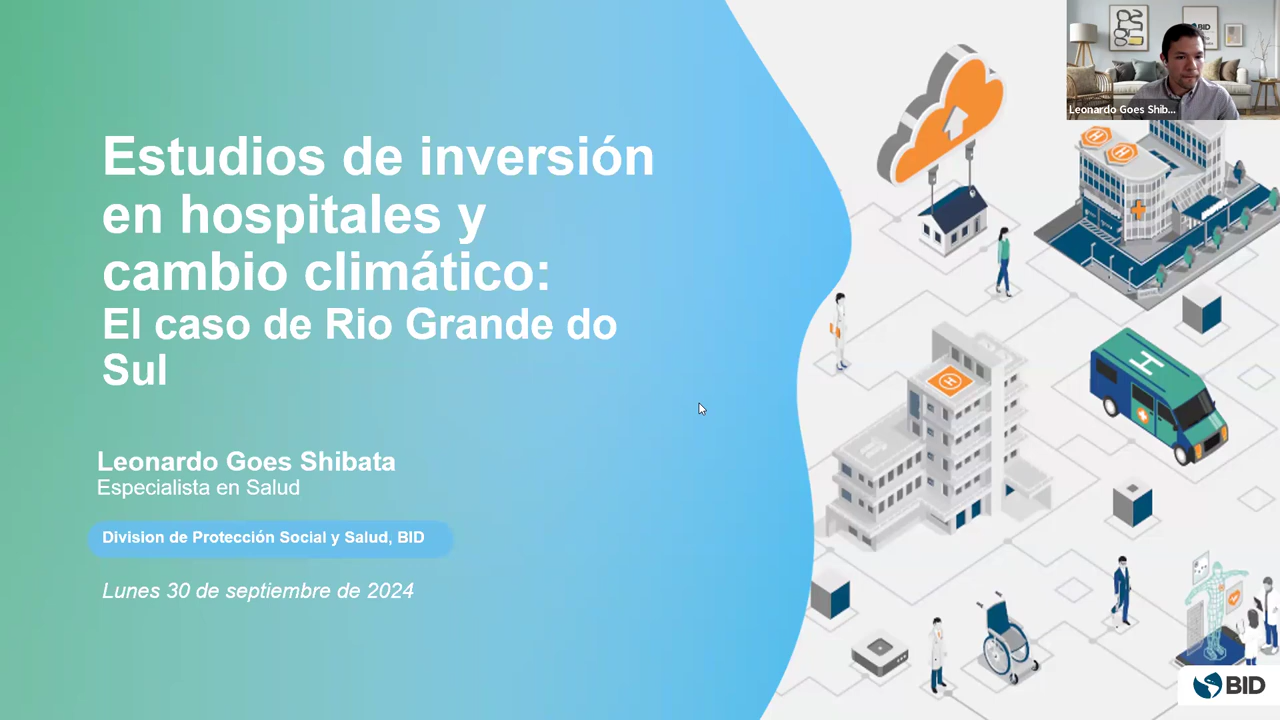 Estudios de inversión
en hospitales y
cambio climático:
El caso de Rio Grande do
Sul
Leonardo Goes Shibata
Especialista en Salud
Division de Protección Social y Salud, BID
Lunes 30 de septiembre de 2024
BID
Leonardo Goes Shib...
H
H
H
H
BID